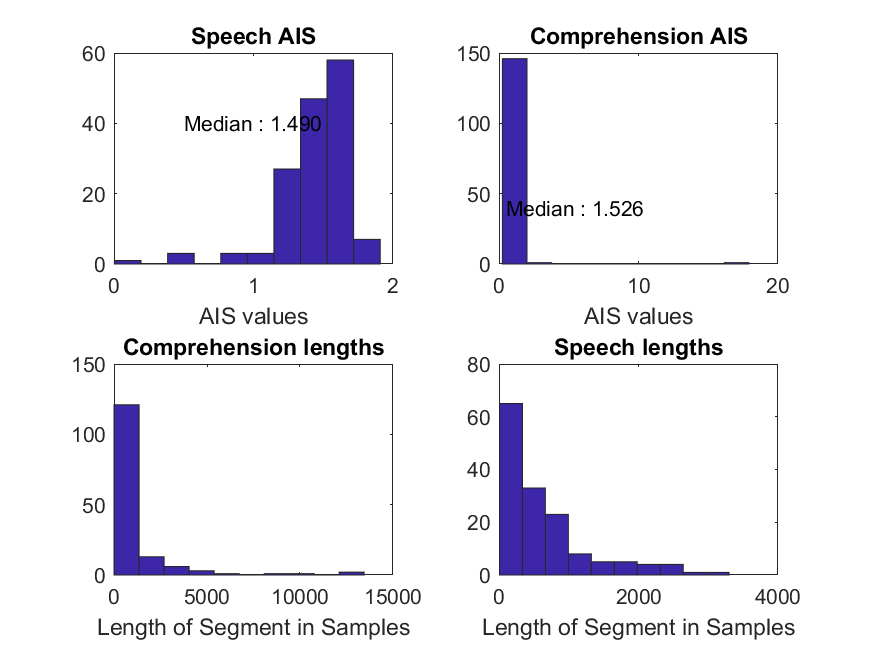 Speech AIS
60
40
20
0
Median : 1.490
0 1 2
AIS values
Comprehension AIS
150
100
50
0
Median : 1.526
0 10 20
AIS values
Comprehension lengths
150
100
50
0
0 5000 10000 15000
Length of Segment in Samples
Speech lengths
80
60
40
20
0
0 2000 4000
Length of Segment in Samples